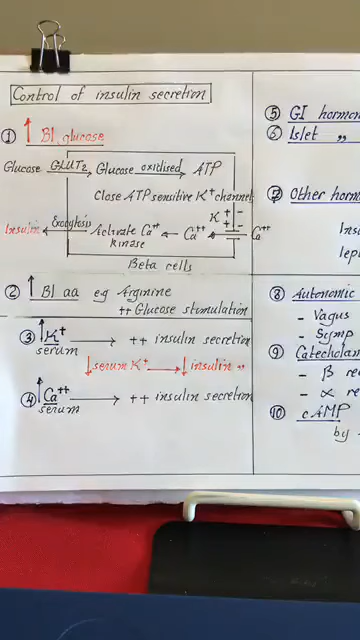 Control of insulin secretion
① ↑ Bl glucose
Glucose GLUT2 → Glucose oxidised → ATP
Close ATP sensitive K+ channel
K+ + + - -
Insulin ← Exocytosis Activate Ca++ kinase ← Ca++ ← Ca++
Beta cells
② ↑ Bl aa e.g Arginine
++ Glucose stimulation
③ ↑ K+ serum → ++ insulin secretion
↓ serum K+ → ↓ insulin ,,
④ ↑ Ca++ serum → ++ insulin secretion
⑤ GI hormon
⑥ Islet ,,
⑦ Other horm
Ins
lep
⑧ Autonomic
- Vagus
- Symp
⑨ Catecholam
- β re
- α re
⑩ cAMP
by